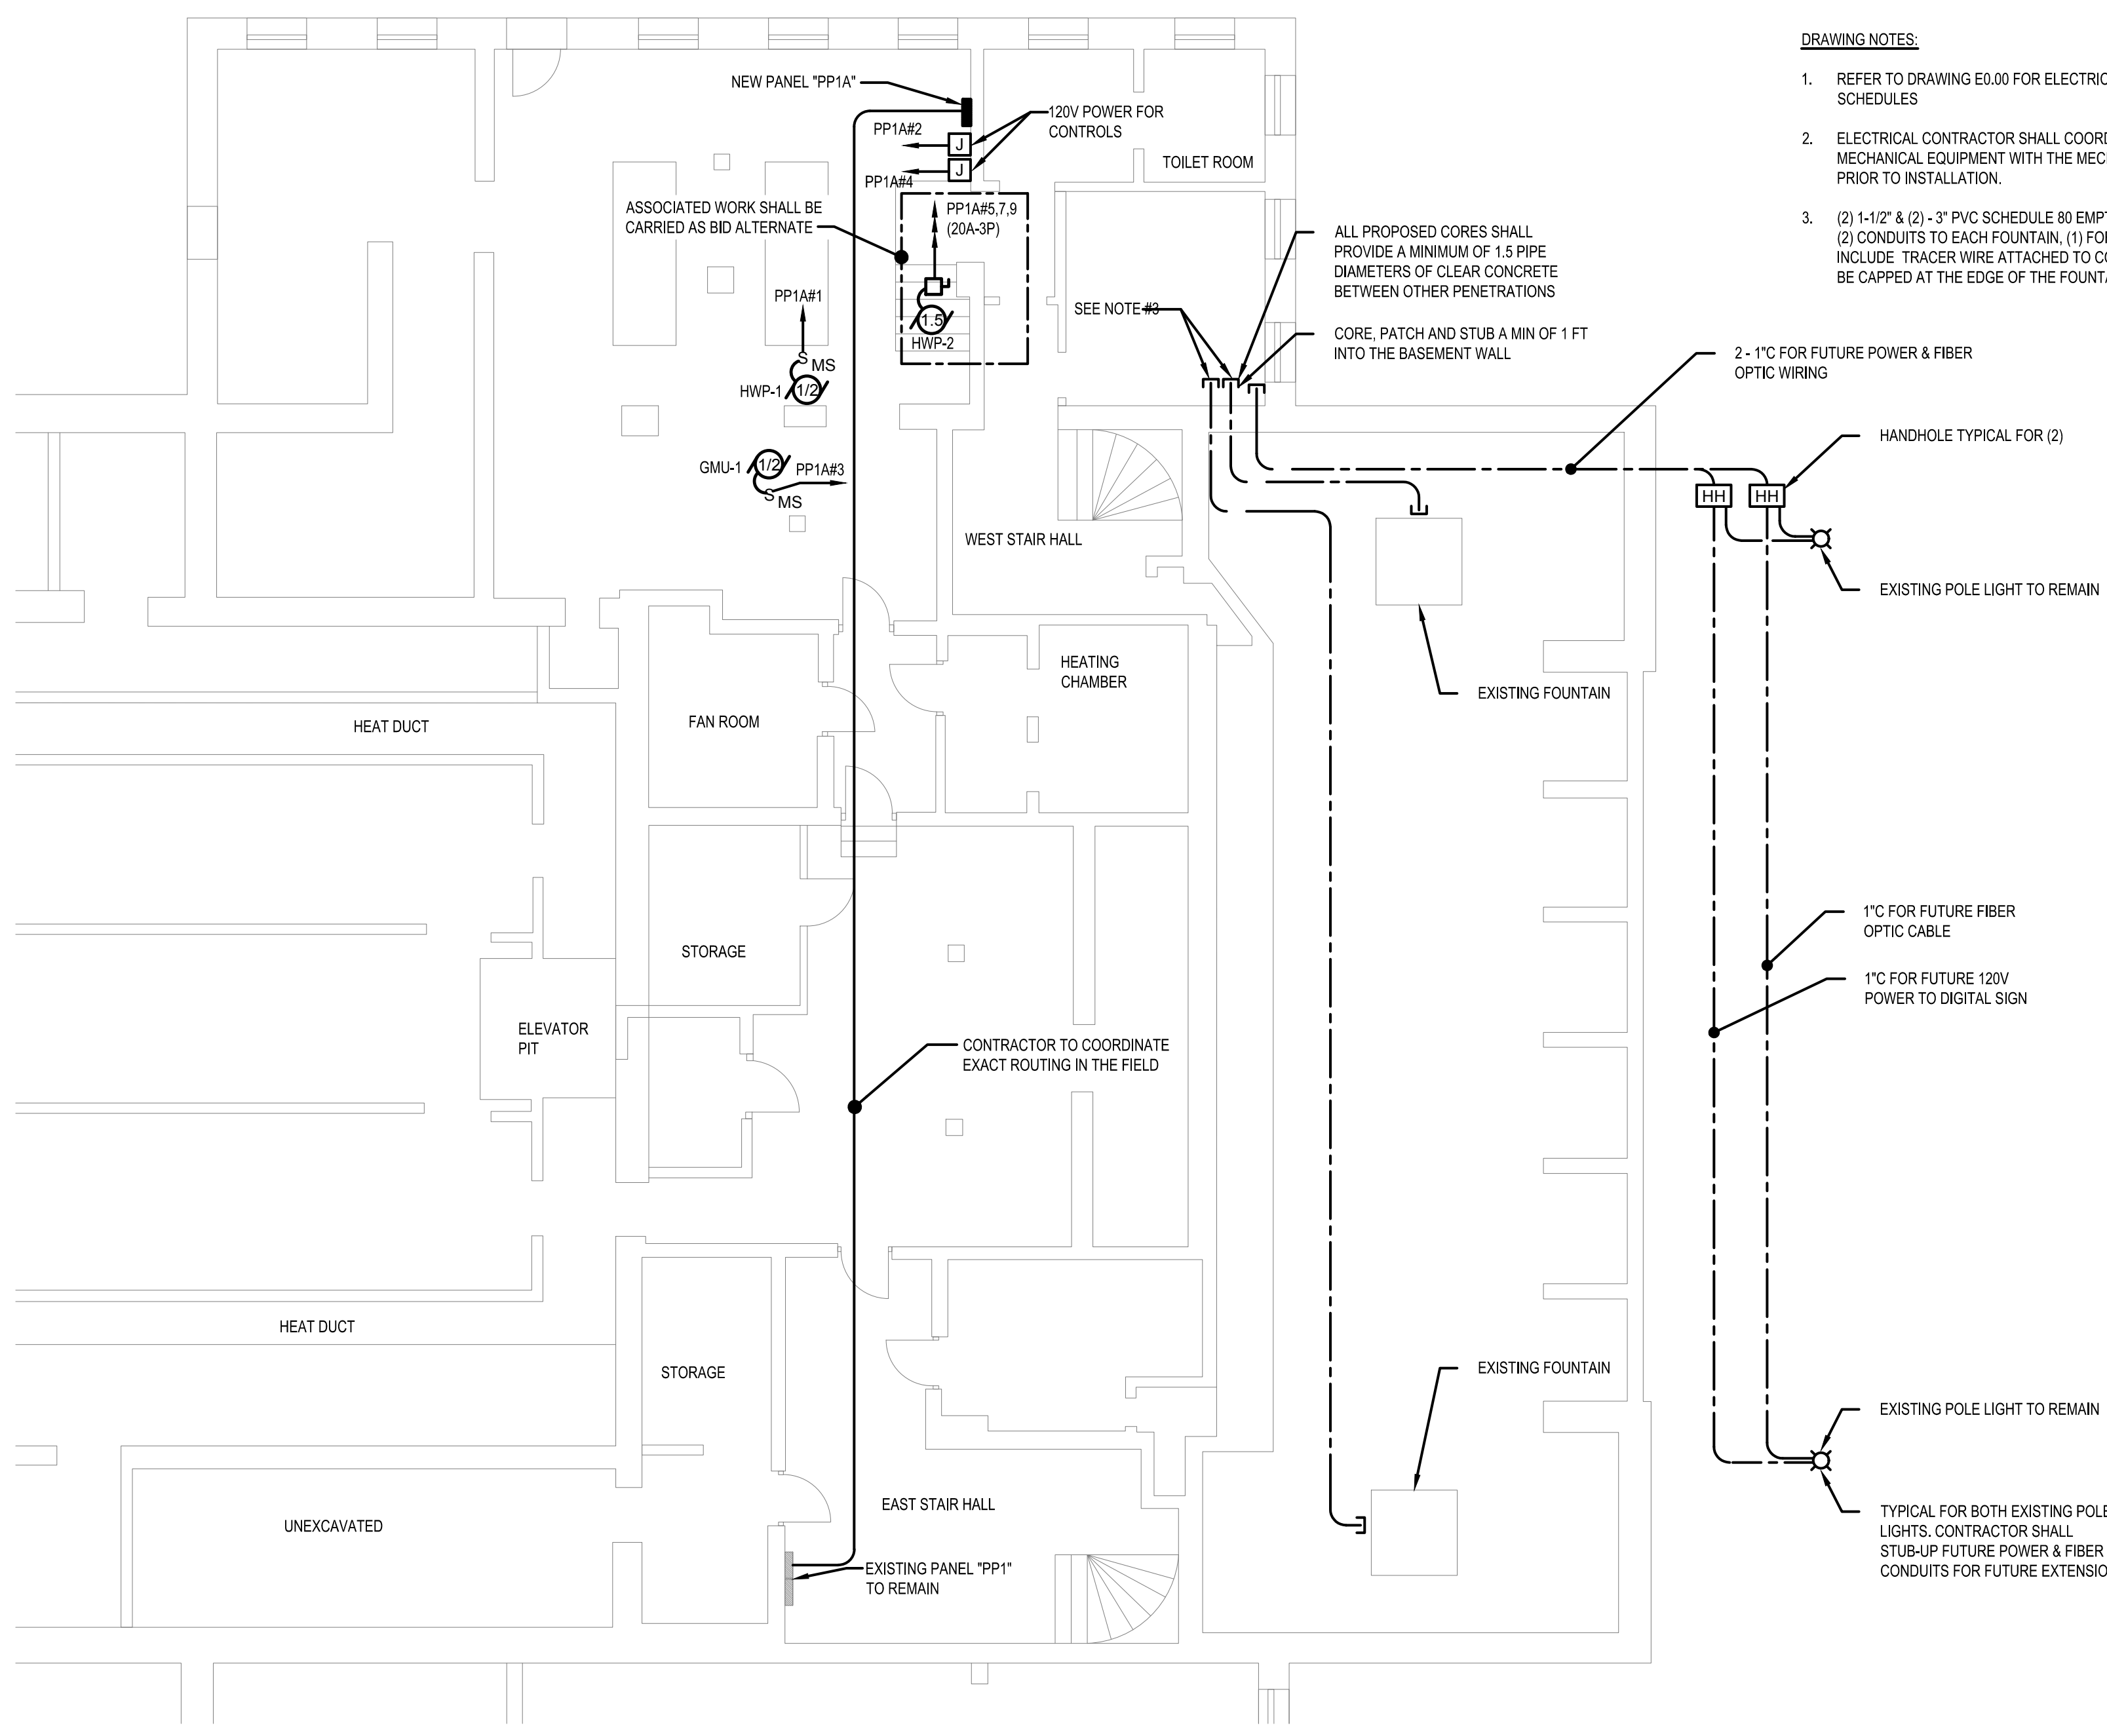 DRAWING NOTES:
1. REFER TO DRAWING E0.00 FOR
SCHEDULES
2. ELECTRICAL CONTRACTOR SHALL
MECHANICAL EQUIPMENT WITH THE
PRIOR TO INSTALLATION.
3. (2) 1-1/2" & (2) - 3" PVC SCHEDULE 80
(2) CONDUITS TO EACH FOUNTAIN, (1)
INCLUDE TRACER WIRE ATTACHED TO
BE CAPPED AT THE EDGE OF THE
NEW PANEL "PP1A"
PP1A#2
J
120V POWER FOR
CONTROLS
J
PP1A#4
TOILET ROOM
ASSOCIATED WORK SHALL BE
CARRIED AS BID ALTERNATE
PP1A#5,7,9
(20A-3P)
1.5
HWP-2
PP1A#1
S
MS
HWP-1
1/2
GMU-1
1/2
PP1A#3
S
MS
ALL PROPOSED CORES SHALL
PROVIDE A MINIMUM OF 1.5 PIPE
DIAMETERS OF CLEAR CONCRETE
BETWEEN OTHER PENETRATIONS
SEE NOTE #3
CORE, PATCH AND STUB A MIN OF 1 FT
INTO THE BASEMENT WALL
2 - 1"C FOR FUTURE POWER & FIBER
OPTIC WIRING
HANDHOLE TYPICAL FOR (2)
HH
HH
EXISTING POLE LIGHT TO REMAIN
WEST STAIR HALL
HEATING
CHAMBER
EXISTING FOUNTAIN
FAN ROOM
HEAT DUCT
STORAGE
1"C FOR FUTURE FIBER
OPTIC CABLE
1"C FOR FUTURE 120V
POWER TO DIGITAL SIGN
ELEVATOR
PIT
CONTRACTOR TO COORDINATE
EXACT ROUTING IN THE FIELD
HEAT DUCT
STORAGE
EXISTING FOUNTAIN
EXISTING POLE LIGHT TO REMAIN
EAST STAIR HALL
UNEXCAVATED
EXISTING PANEL "PP1"
TO REMAIN
TYPICAL FOR BOTH EXISTING
LIGHTS. CONTRACTOR SHALL
STUB-UP FUTURE POWER & FIBER
CONDUITS FOR FUTURE